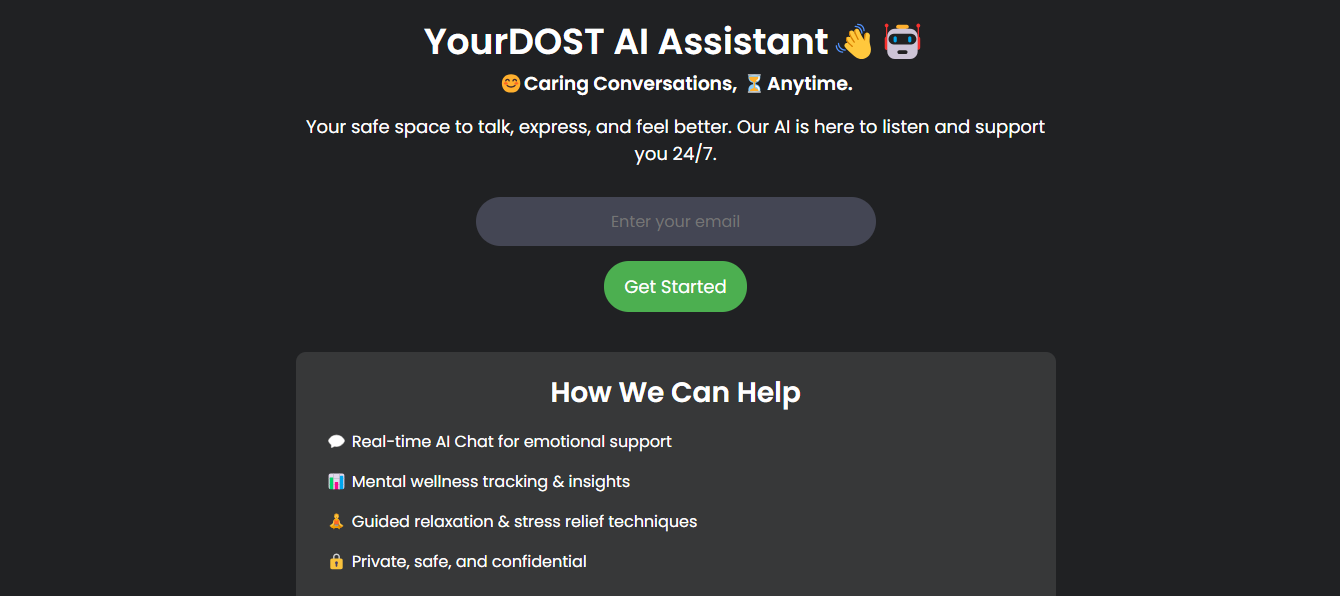 YourDOST AI Assistant 👋 🤖
😊Caring Conversations, ⏳Anytime.
Your safe space to talk, express, and feel better. Our AI is here to listen and support
you 24/7.
Enter your email
Get Started
How We Can Help
💬 Real-time AI Chat for emotional support
📊 Mental wellness tracking & insights
🧘 Guided relaxation & stress relief techniques
🔒 Private, safe, and confidential